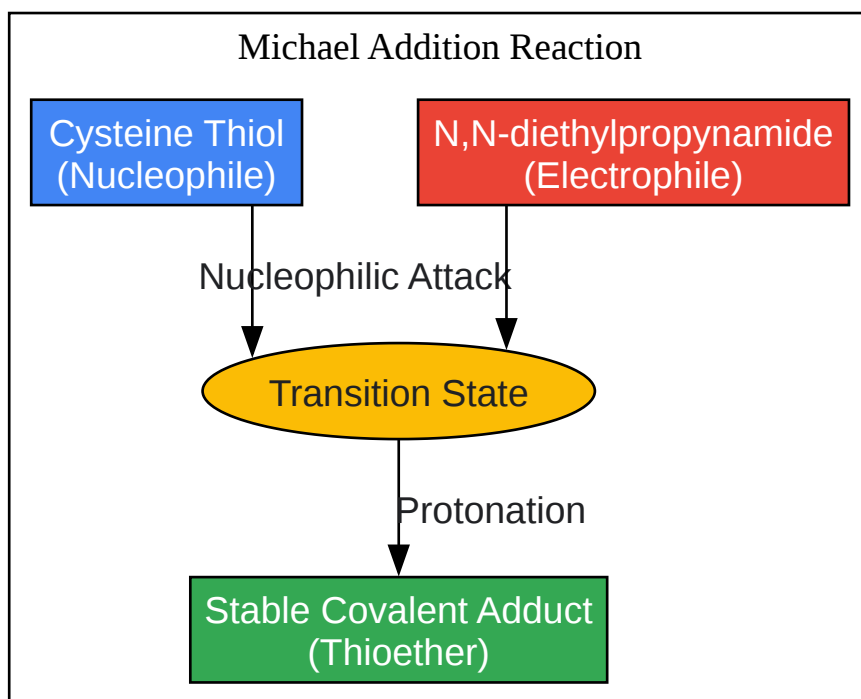 Michael Addition Reaction
Cysteine Thiol
(Nucleophile)
N,N-diethylpropynamide
(Electrophile)
Nucleophilic Attack
Transition State
Protonation
Stable Covalent Adduct
(Thioether)